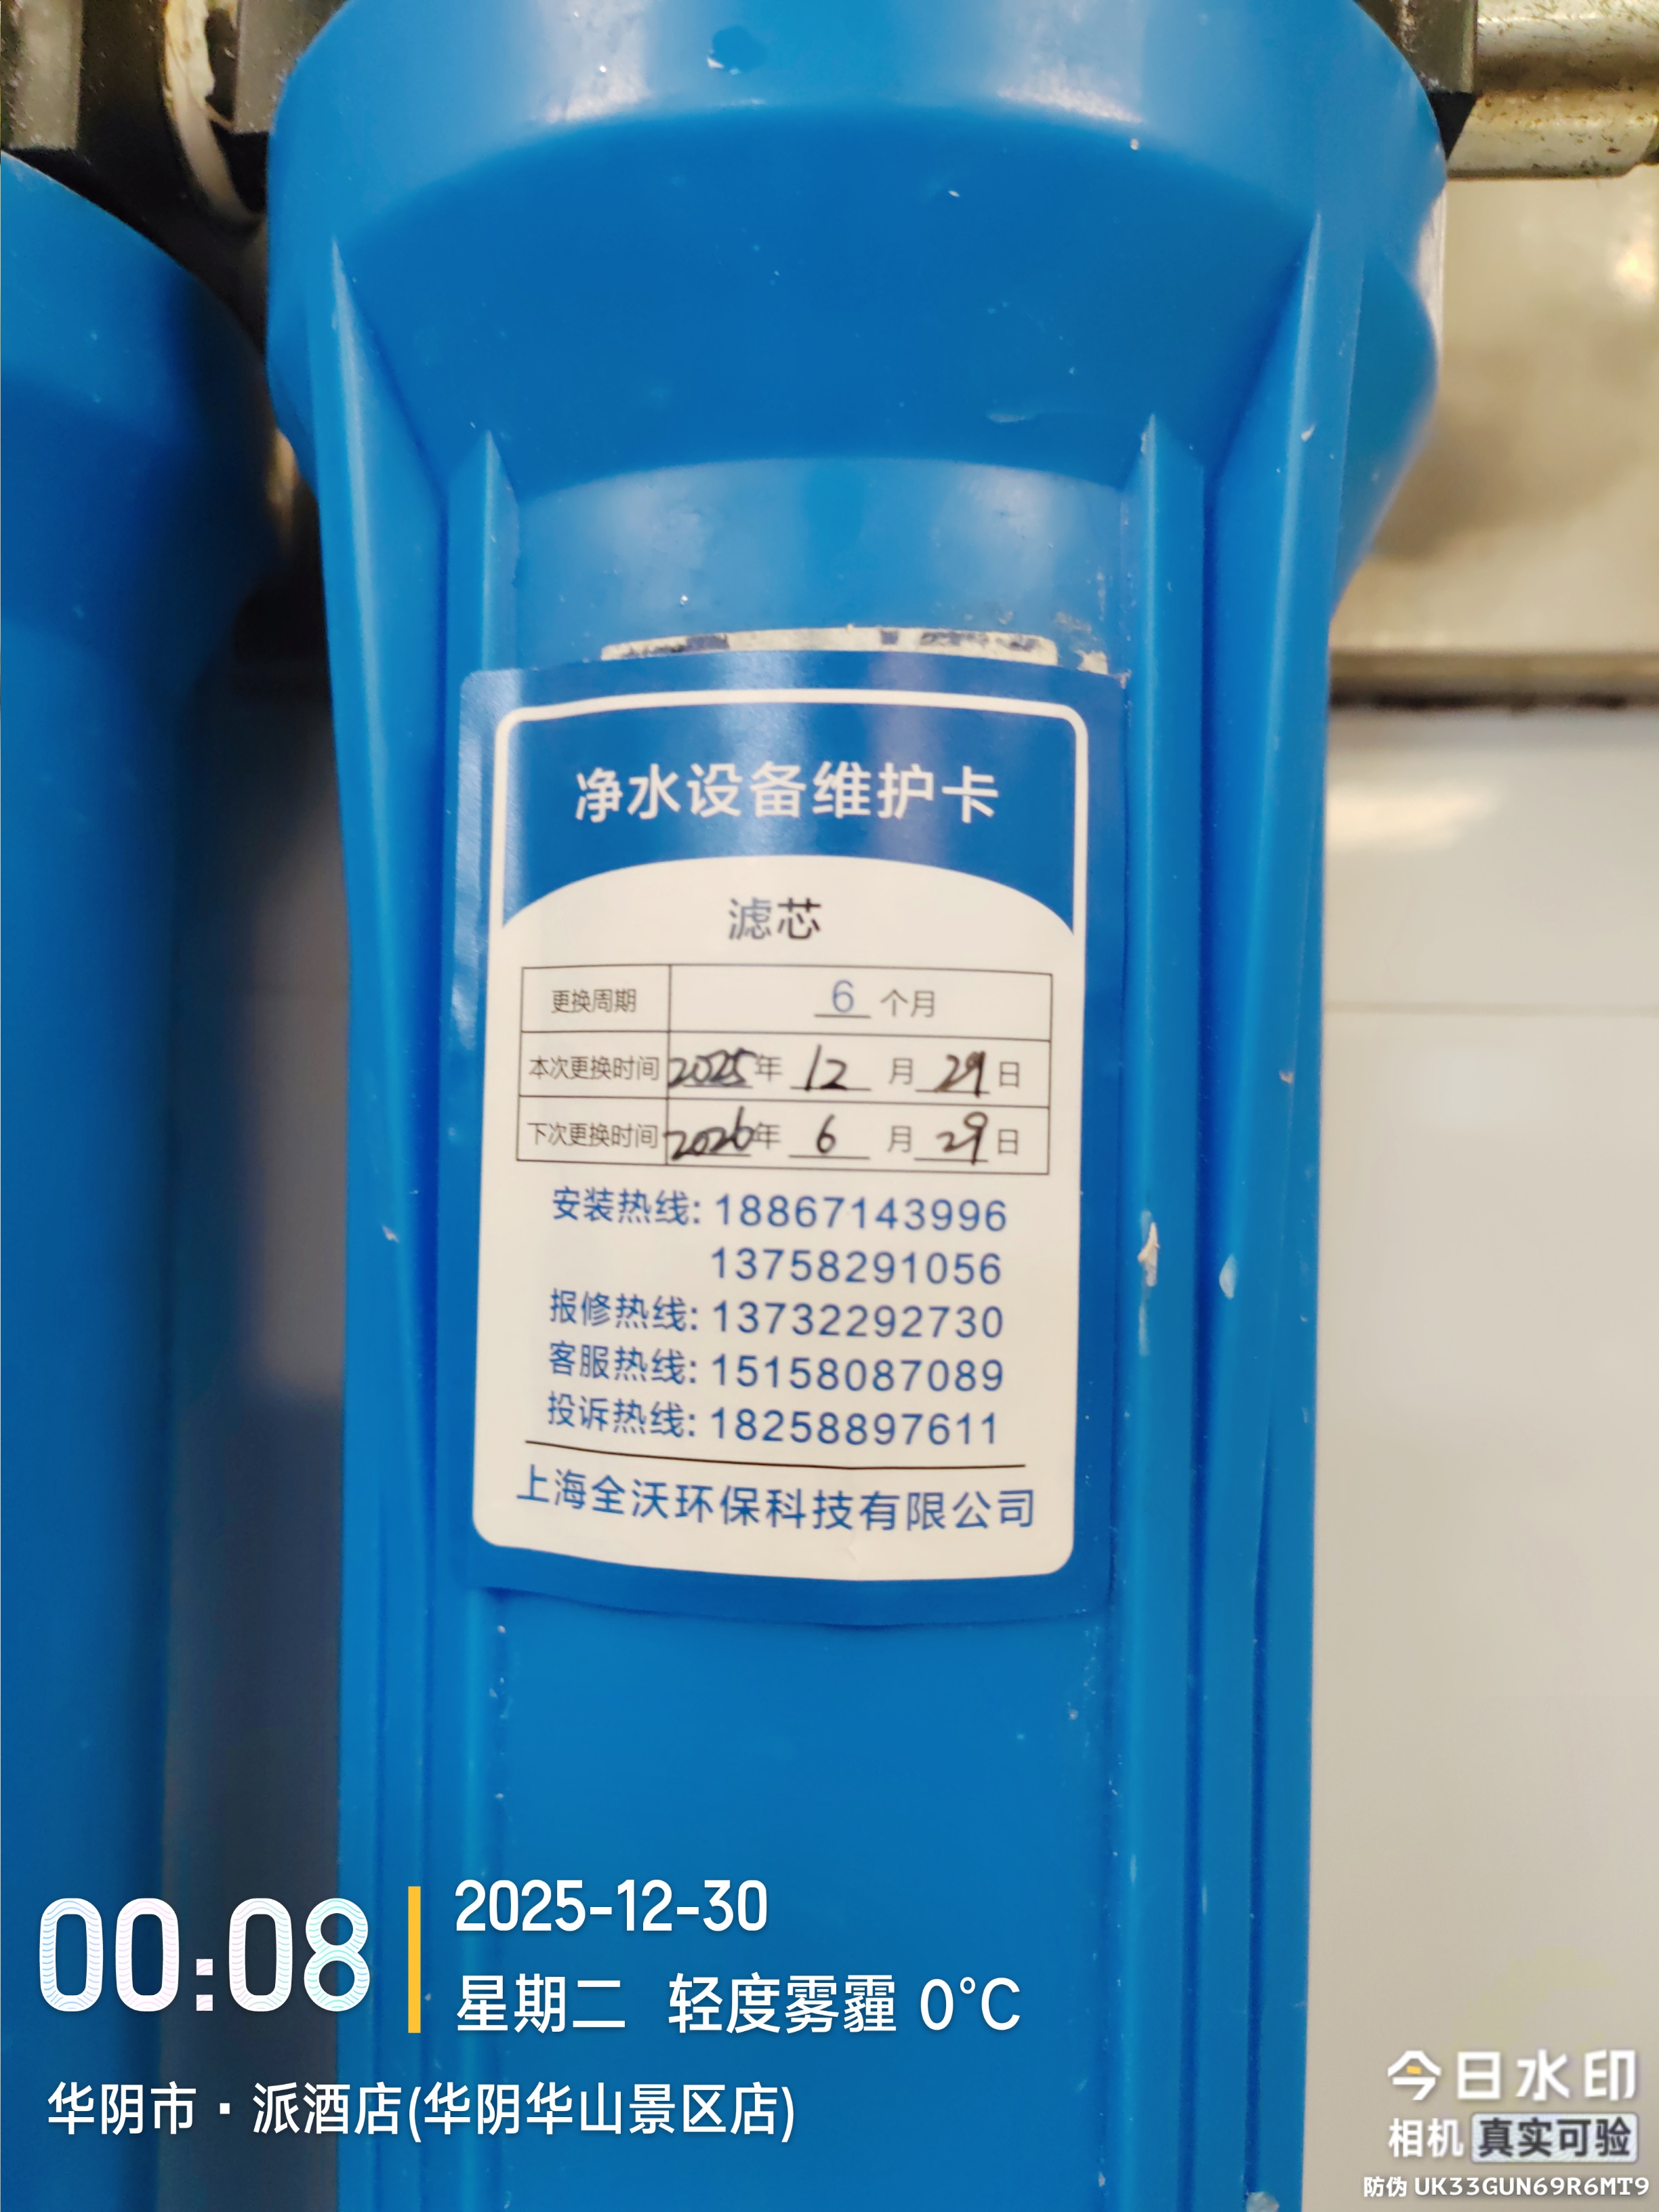 净水设备维护卡
滤芯
更换周期 6 个月
本次更换时间 2025年 12 月 29 日
下次更换时间 2026年 6 月 29 日
安装热线: 18867143996
13758291056
报修热线: 13732292730
客服热线: 15158087089
投诉热线: 18258897611
上海全沃环保科技有限公司
00:08
2025-12-30
星期二 轻度雾霾 0°C
华阴市·派酒店(华阴华山景区店)
今日水印
相机 真实可验
防伪 UK33GUN69R6MT9